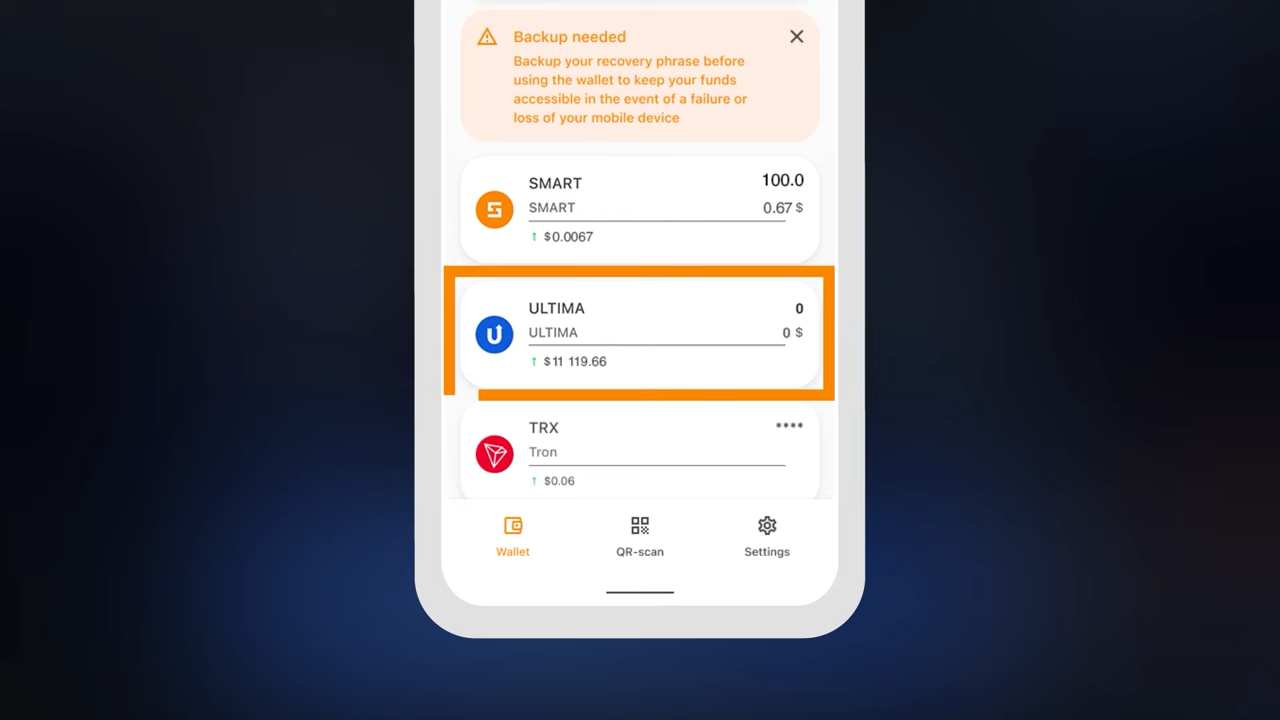 Backup needed
Backup your recovery phrase before
using the wallet to keep your funds
accessible in the event of a failure or
loss of your mobile device
SMART 100.0
SMART 0.67 $
↑ $0.0067
ULTIMA 0
ULTIMA 0 $
↑ $11 119.66
TRX ****
Tron
↑ $0.06
Wallet QR-scan Settings